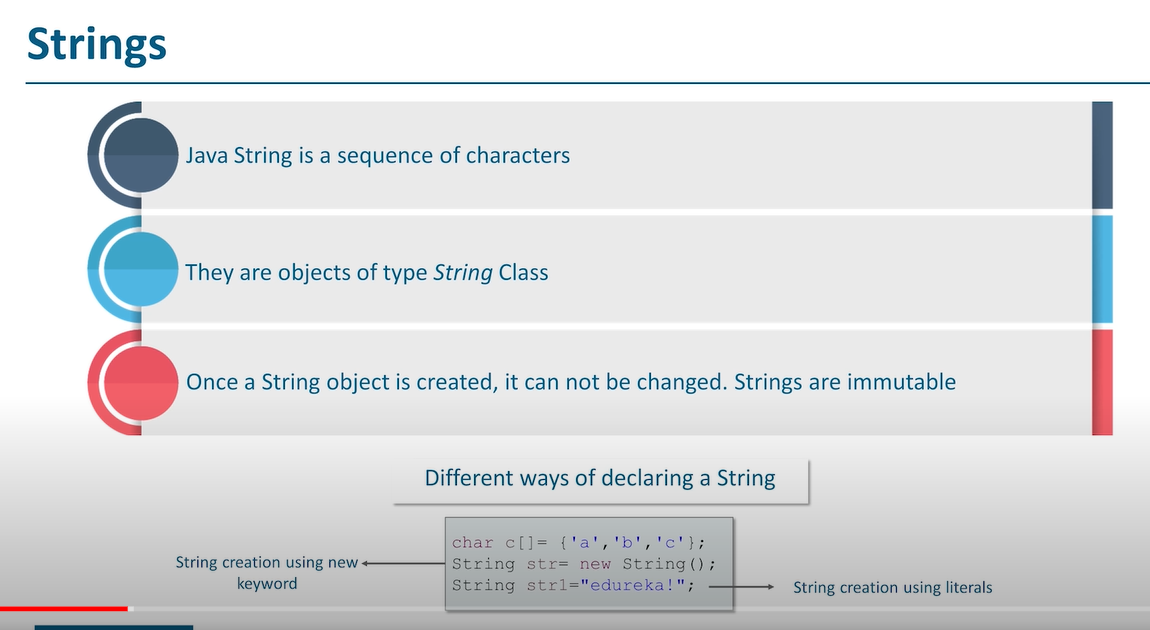 Strings
Java String is a sequence of characters
They are objects of type String Class
Once a String object is created, it can not be changed. Strings are immutable
Different ways of declaring a String
char c[]= {'a','b','c'};
String str= new String();
String str1="edureka!";
String creation using new
keyword
String creation using literals